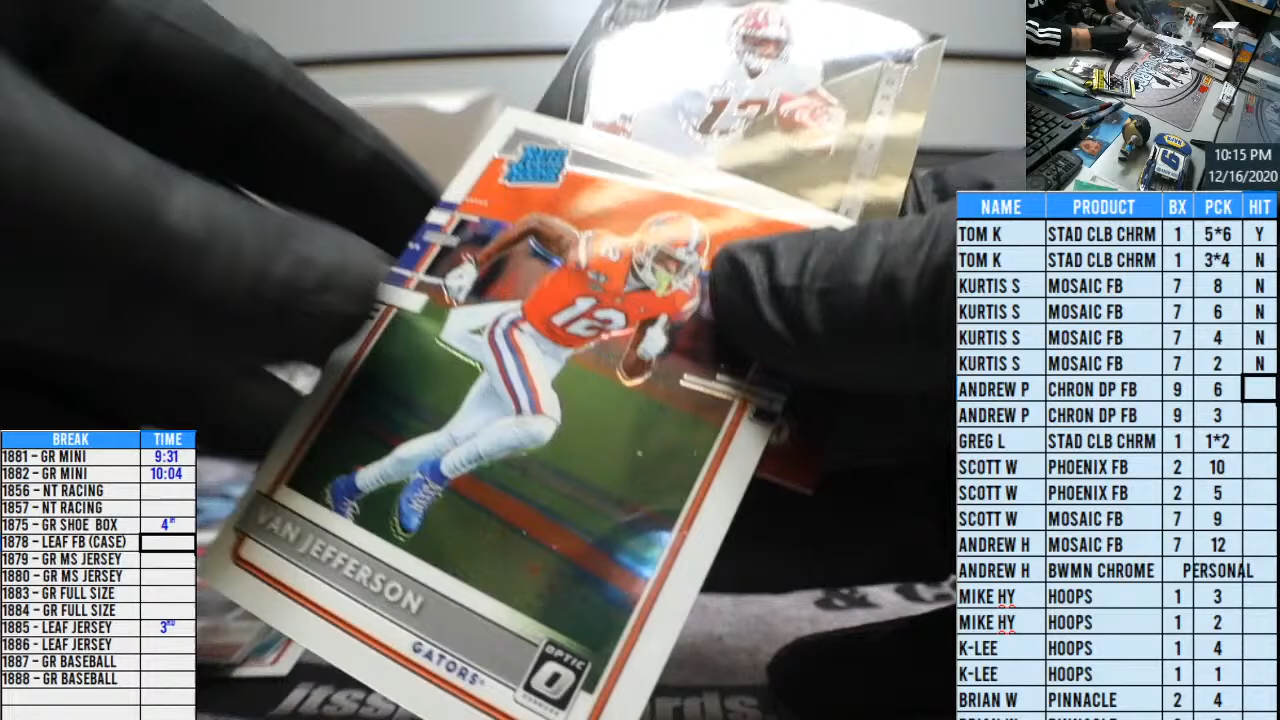 17
12
VAN JEFFERSON
GATORS
OPTIC
jtss
rds
10:15 PM
12/16/2020
NAME PRODUCT BX PCK HIT
TOM K STAD CLB CHRM 1 5*6 Y
TOM K STAD CLB CHRM 1 3*4 N
KURTIS S MOSAIC FB 7 8 N
KURTIS S MOSAIC FB 7 6 N
KURTIS S MOSAIC FB 7 4 N
KURTIS S MOSAIC FB 7 2 N
ANDREW P CHRON DP FB 9 6
ANDREW P CHRON DP FB 9 3
GREG L STAD CLB CHRM 1 1*2
SCOTT W PHOENIX FB 2 10
SCOTT W PHOENIX FB 2 5
SCOTT W MOSAIC FB 7 9
ANDREW H MOSAIC FB 7 12
ANDREW H BWMN CHROME PERSONAL
MIKE HY HOOPS 1 3
MIKE HY HOOPS 1 2
K-LEE HOOPS 1 4
K-LEE HOOPS 1 1
BRIAN W PINNACLE 2 4
BREAK TIME
1881 – GR MINI 9:31
1882 – GR MINI 10:04
1856 – NT RACING
1857 – NT RACING
1875 – GR SHOE BOX 4TH
1878 – LEAF FB (CASE)
1879 – GR MS JERSEY
1880 – GR MS JERSEY
1883 – GR FULL SIZE
1884 – GR FULL SIZE
1885 – LEAF JERSEY 3RD
1886 – LEAF JERSEY
1887 – GR BASEBALL
1888 – GR BASEBALL